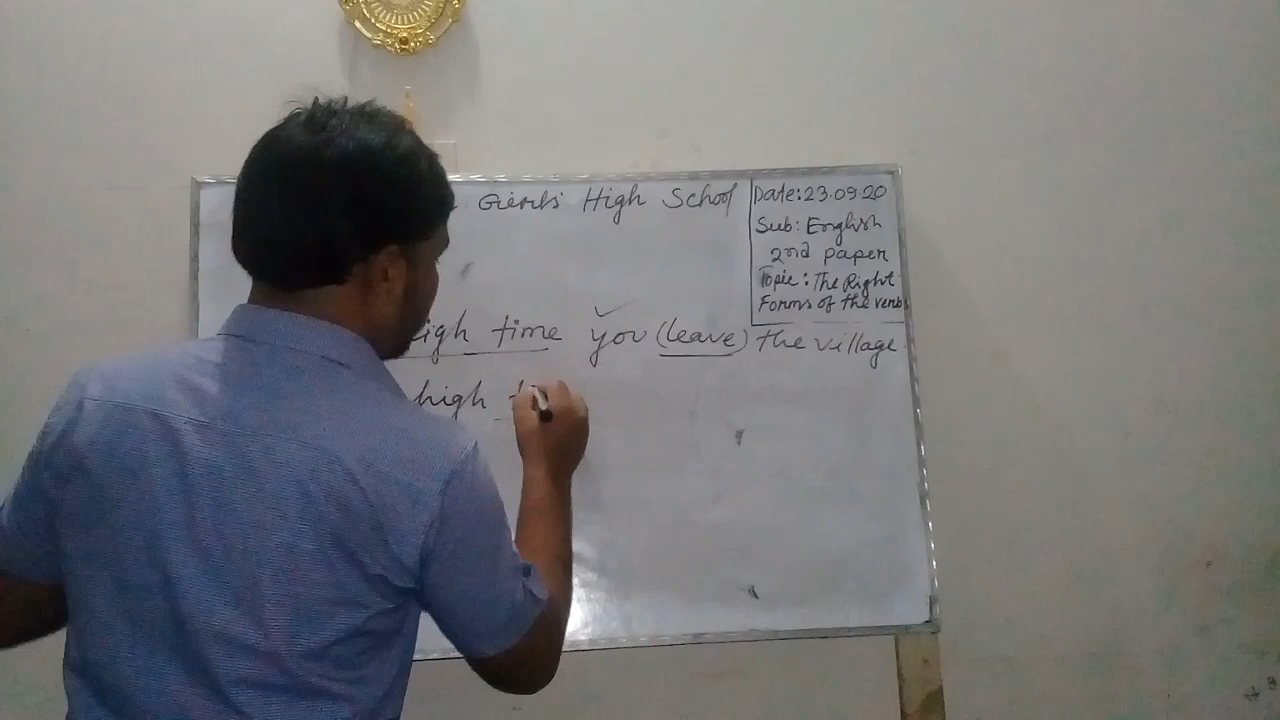 Girls' High School
Date: 23.09.20
Sub: English
2nd paper
Topic: The Right
Forms of the verbs
high time you (leave) the village.
high